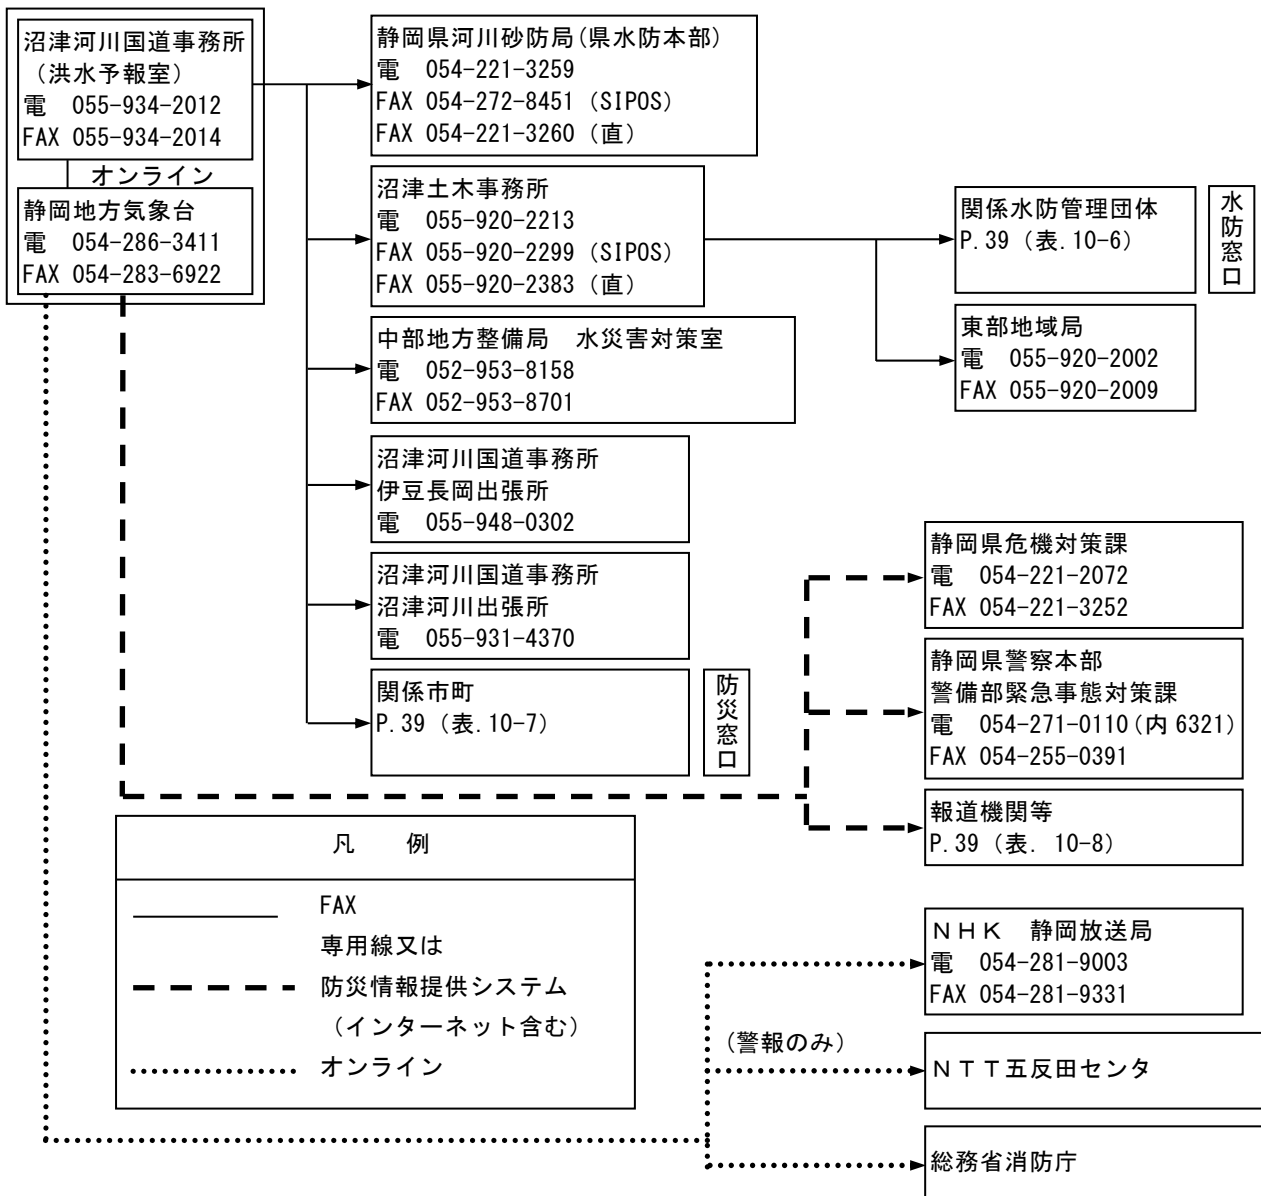 沼津河川国道事務所
（洪水予報室）
電　055-934-2012
FAX 055-934-2014
オンライン
静岡地方気象台
電　054-286-3411
FAX 054-283-6922
静岡県河川砂防局(県水防本部)
電　054-221-3259
FAX 054-272-8451 (SIPOS)
FAX 054-221-3260 (直)
沼津土木事務所
電　055-920-2213
FAX 055-920-2299 (SIPOS)
FAX 055-920-2383 (直)
関係水防管理団体
P.39 (表.10-6)
水防窓口
東部地域局
電　055-920-2002
FAX 055-920-2009
中部地方整備局　水災害対策室
電　052-953-8158
FAX 052-953-8701
沼津河川国道事務所
伊豆長岡出張所
電　055-948-0302
沼津河川国道事務所
沼津河川出張所
電　055-931-4370
関係市町
P.39 (表.10-7)
防災窓口
静岡県危機対策課
電　054-221-2072
FAX 054-221-3252
静岡県警察本部
警備部緊急事態対策課
電　054-271-0110(内 6321)
FAX 054-255-0391
報道機関等
P.39 (表. 10-8)
凡　例
FAX
専用線又は
防災情報提供システム
（インターネット含む）
オンライン
ＮＨＫ　静岡放送局
電　054-281-9003
FAX 054-281-9331
（警報のみ）
ＮＴＴ五反田センタ
総務省消防庁